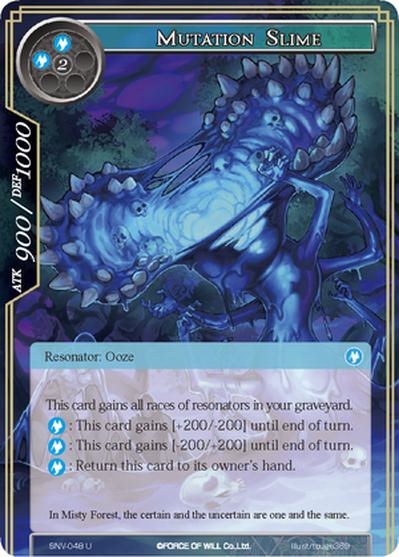 Mutation Slime
2
ATK 900 / DEF 1000
Resonator: Ooze
This card gains all races of resonators in your graveyard.
: This card gains [+200/-200] until end of turn.
: This card gains [-200/+200] until end of turn.
: Return this card to its owner's hand.
In Misty Forest, the certain and the uncertain are one and the same.
SNV-048 U
©FORCE OF WILL Co.,Ltd.